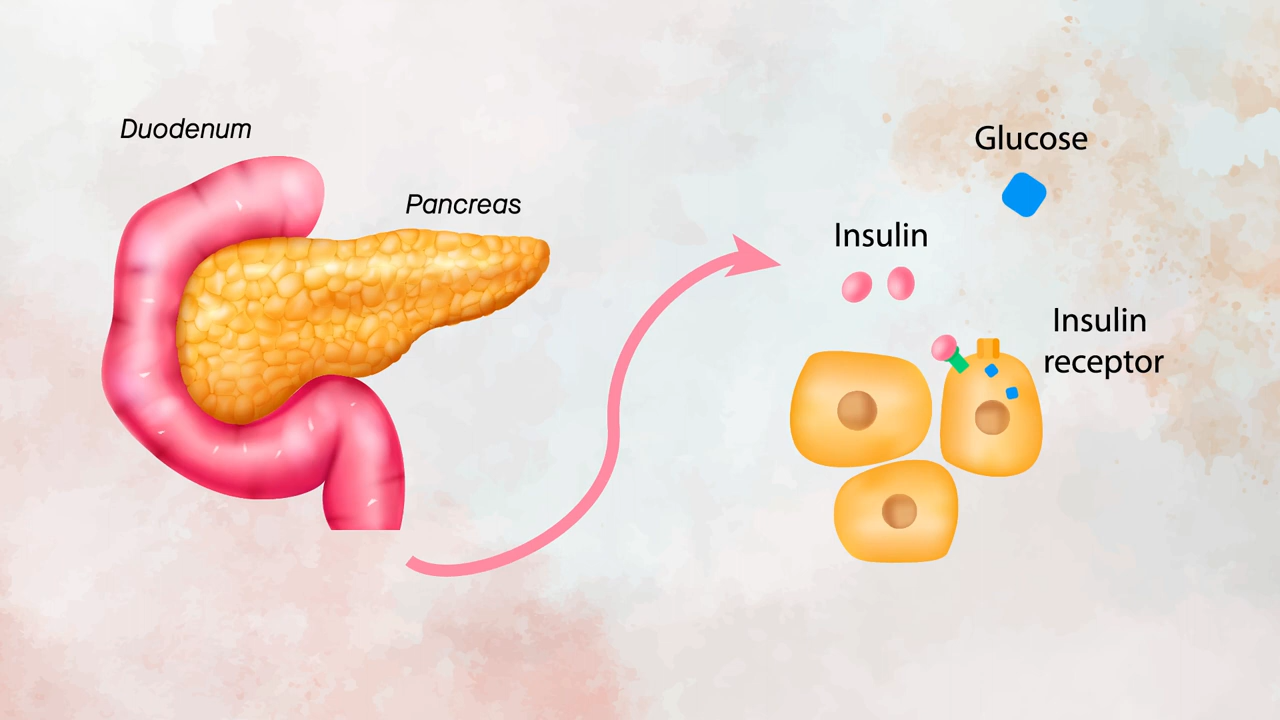 Duodenum
Pancreas
Glucose
Insulin
Insulin
receptor